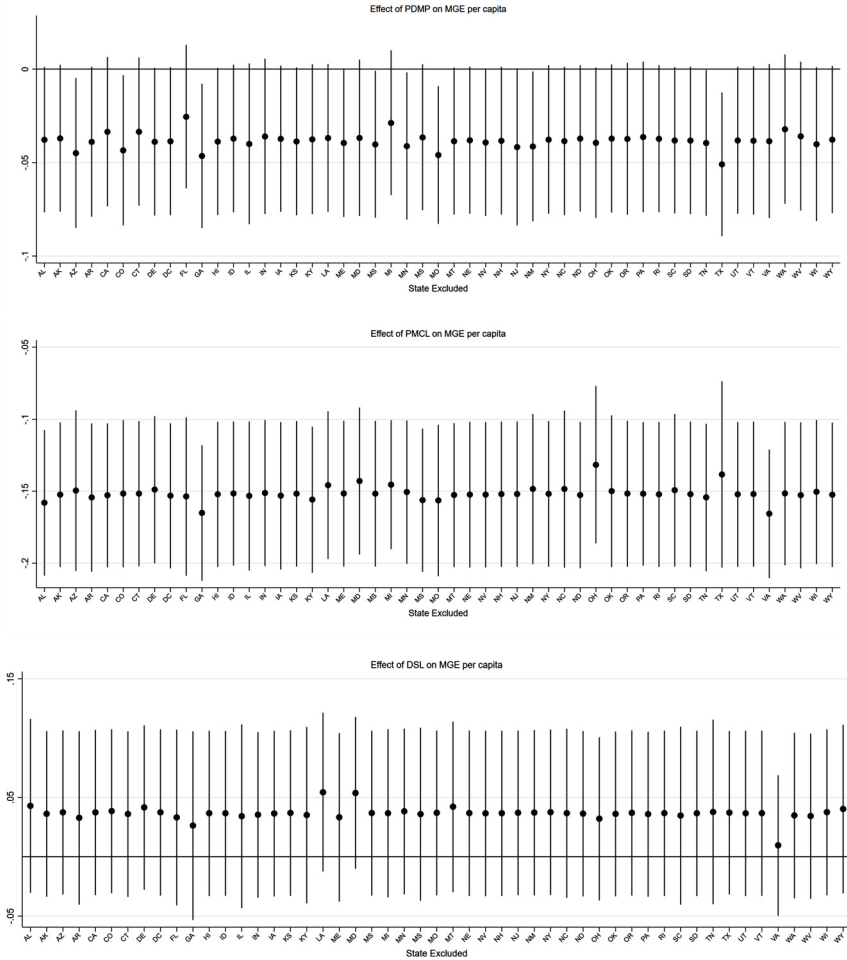 Effect of PDMP on MGE per capita
0
-.05
-.1
AL AK AZ AR CA CO CT DE DC FL GA HI ID IL IN IA KS KY LA ME MD MS MI MN MS MO MT NE NV NH NJ NM NY NC ND OH OK OR PA RI SC SD TN TX UT VT VA WA WV WI WY
State Excluded
Effect of PMCL on MGE per capita
-.05
-.1
-.15
-.2
AL AK AZ AR CA CO CT DE DC FL GA HI ID IL IN IA KS KY LA ME MD MS MI MN MS MO MT NE NV NH NJ NM NY NC ND OH OK OR PA RI SC SD TN TX UT VT VA WA WV WI WY
State Excluded
Effect of DSL on MGE per capita
.15
.05
-.05
AL AK AZ AR CA CO CT DE DC FL GA HI ID IL IN IA KS KY LA ME MD MS MI MN MS MO MT NE NV NH NJ NM NY NC ND OH OK OR PA RI SC SD TN TX UT VT VA WA WV WI WY
State Excluded